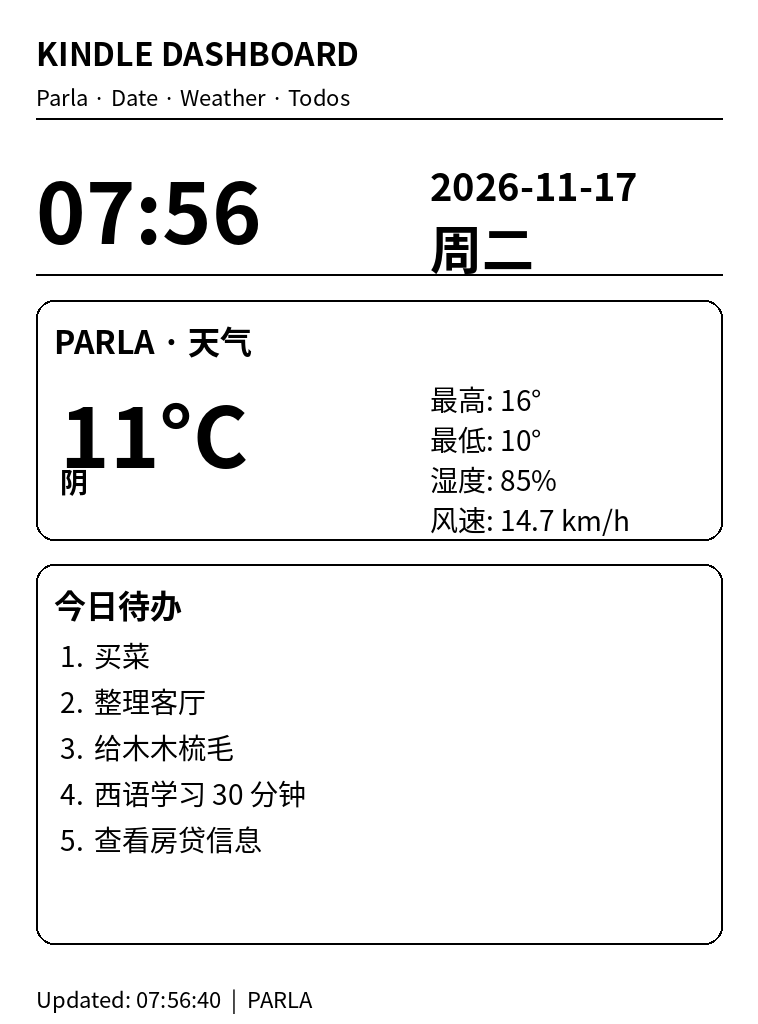 KINDLE DASHBOARD
Parla · Date · Weather · Todos
07:56
2026-11-17
周二
PARLA · 天气
11°C
阴
最高: 16°
最低: 10°
湿度: 85%
风速: 14.7 km/h
今日待办
1. 买菜
2. 整理客厅
3. 给木木梳毛
4. 西语学习 30 分钟
5. 查看房贷信息
Updated: 07:56:40 | PARLA